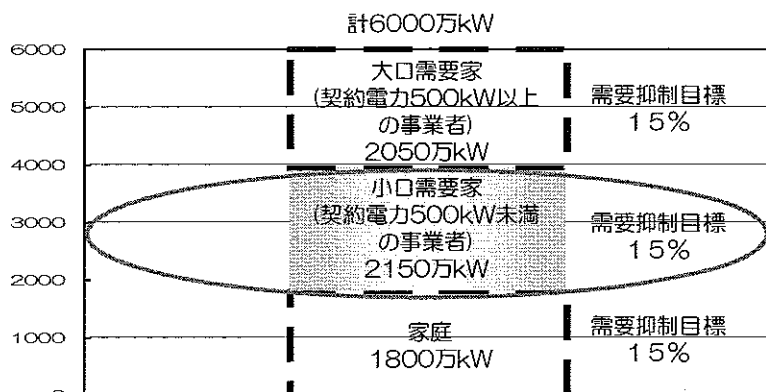 計6000万kW
6000
5000
4000
3000
2000
1000
0
大口需要家
(契約電力500kW以上
の事業者)
2050万kW
需要抑制目標
15%
小口需要家
(契約電力500kW未満
の事業者)
2150万kW
需要抑制目標
15%
家庭
1800万kW
需要抑制目標
15%